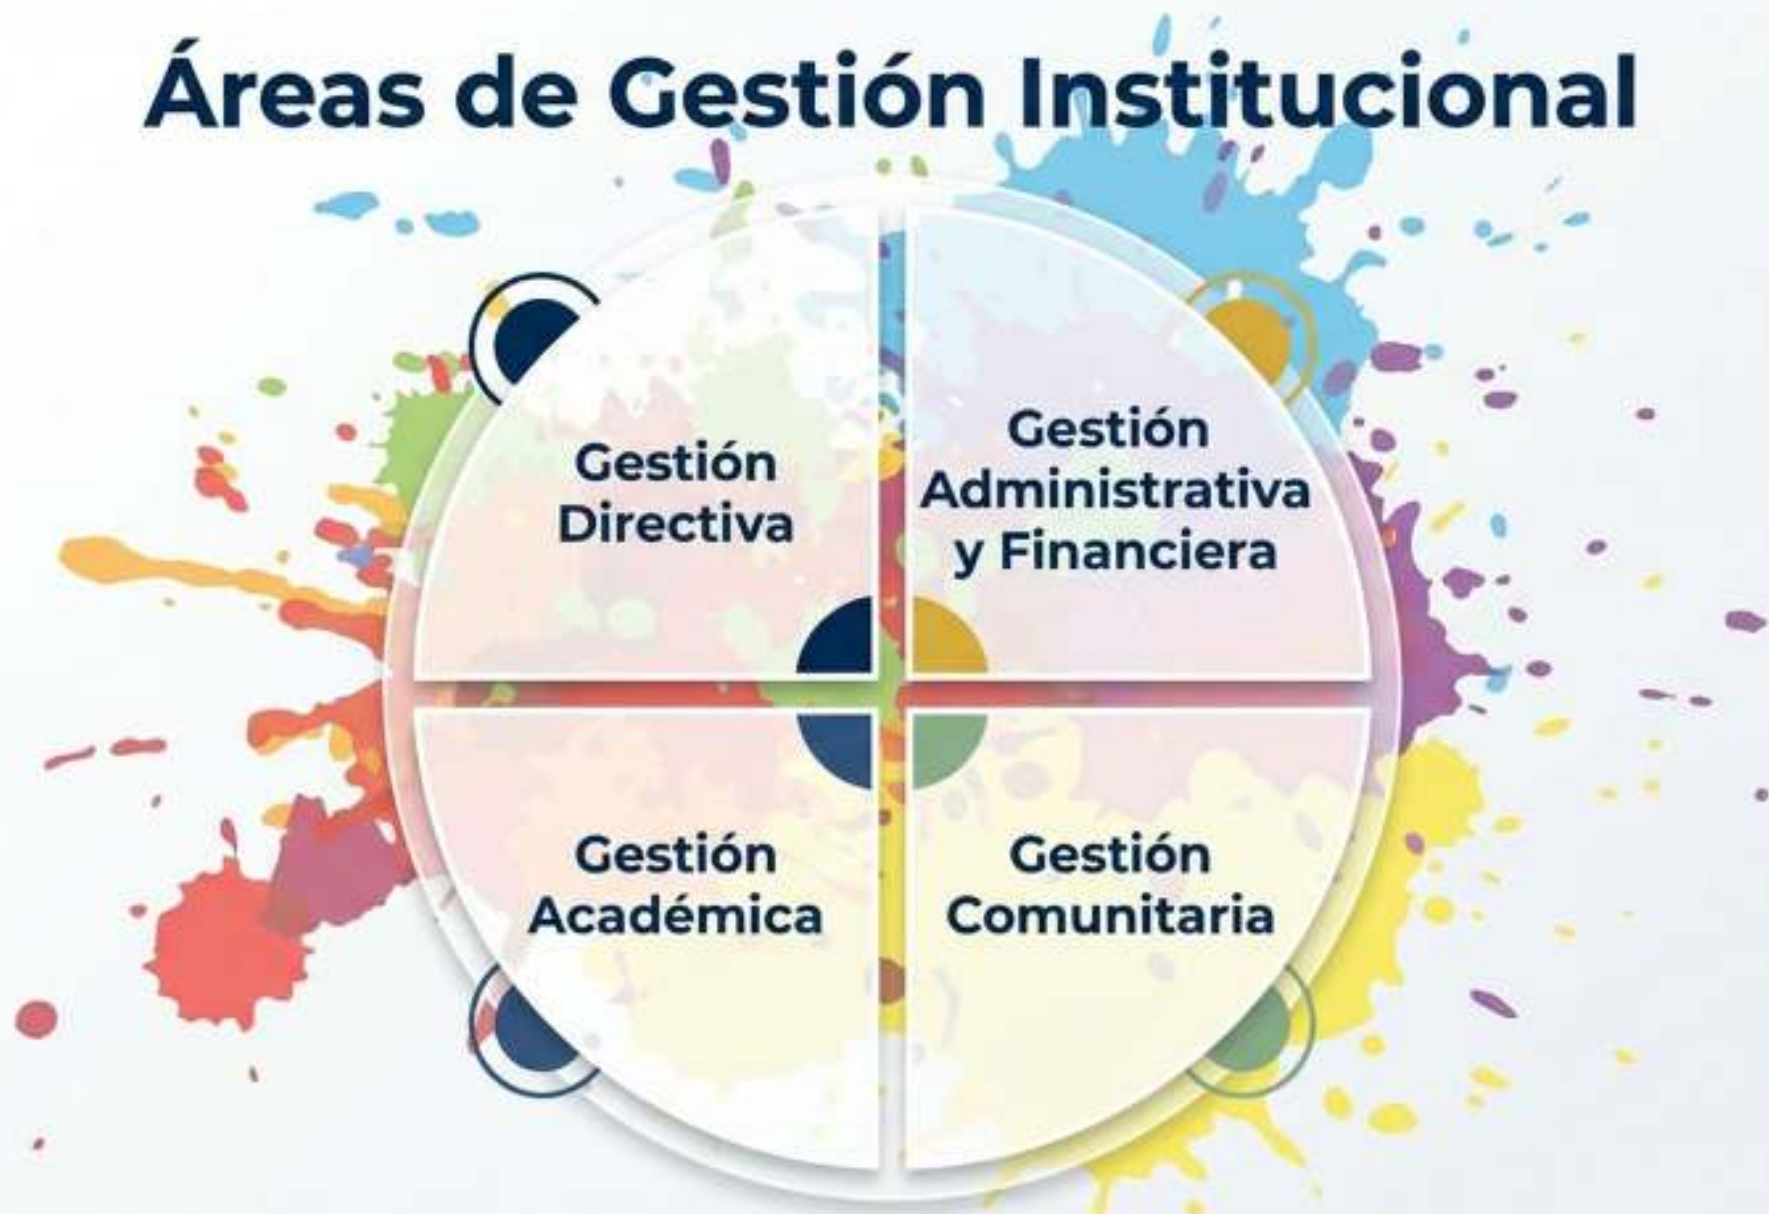 Áreas de Gestión Institucional
Gestión
Directiva
Gestión
Administrativa
y Financiera
Gestión
Académica
Gestión
Comunitaria